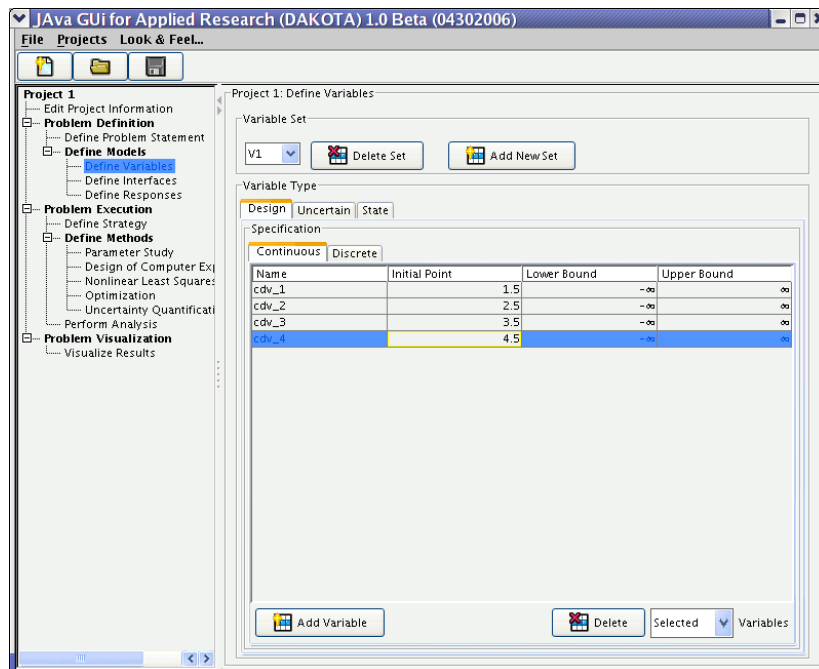 JAva GUi for Applied Research (DAKOTA) 1.0 Beta (04302006)
File Projects Look & Feel...
Project 1
Edit Project Information
Problem Definition
Define Problem Statement
Define Models
Define Variables
Define Interfaces
Define Responses
Problem Execution
Define Strategy
Define Methods
Parameter Study
Design of Computer Exp
Nonlinear Least Squares
Optimization
Uncertainty Quantificati
Perform Analysis
Problem Visualization
Visualize Results
Project 1: Define Variables
Variable Set
V1 Delete Set Add New Set
Variable Type
Design Uncertain State
Specification
Continuous Discrete
Name Initial Point Lower Bound Upper Bound
cdv_1 1.5 -∞ ∞
cdv_2 2.5 -∞ ∞
cdv_3 3.5 -∞ ∞
cdv_4 4.5 -∞ ∞
Add Variable Delete Selected Variables